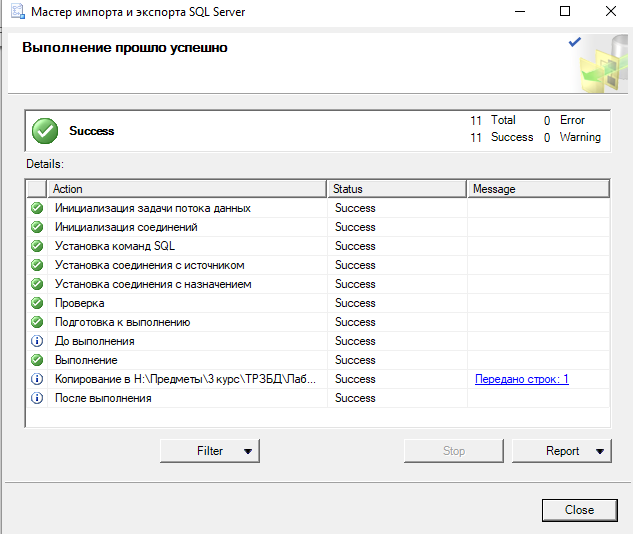 Мастер импорта и экспорта SQL Server
Выполнение прошло успешно
Success
11 Total 0 Error
11 Success 0 Warning
Details:
Action Status Message
Инициализация задачи потока данных Success
Инициализация соединений Success
Установка команд SQL Success
Установка соединения с источником Success
Установка соединения с назначением Success
Проверка Success
Подготовка к выполнению Success
До выполнения Success
Выполнение Success
Копирование в H:\Предметы\3 курс\ТРЗБД\Лаб... Success Передано строк: 1
После выполнения Success
Filter Stop Report
Close